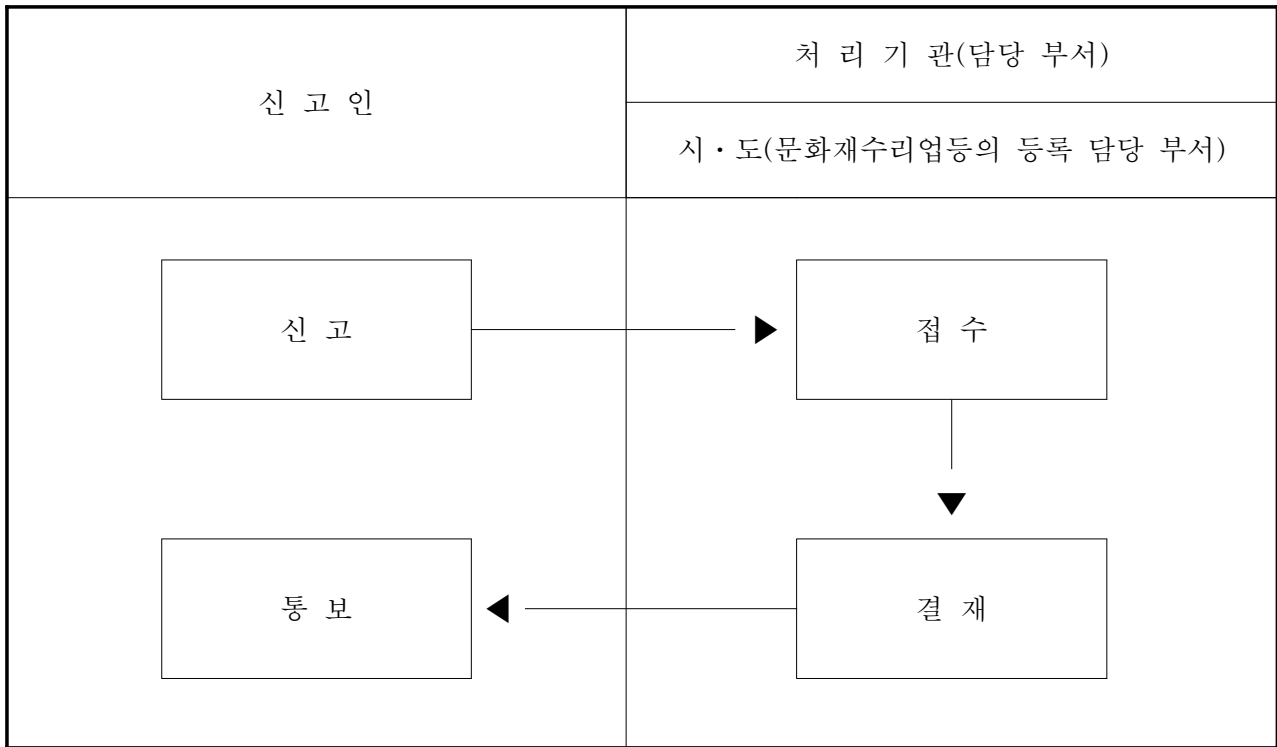 신 고 인
처 리 기 관(담당 부서)
시ㆍ도(문화재수리업등의 등록 담당 부서)
신 고
접 수
통 보
결 재